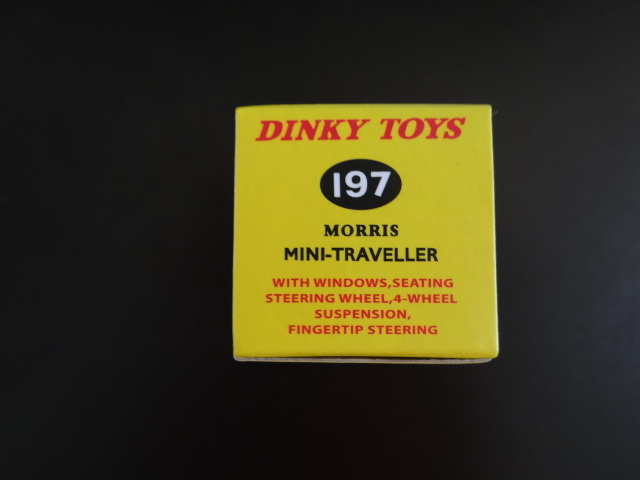 DINKY TOYS
197
MORRIS
MINI-TRAVELLER
WITH WINDOWS,SEATING
STEERING WHEEL,4-WHEEL
SUSPENSION,
FINGERTIP STEERING